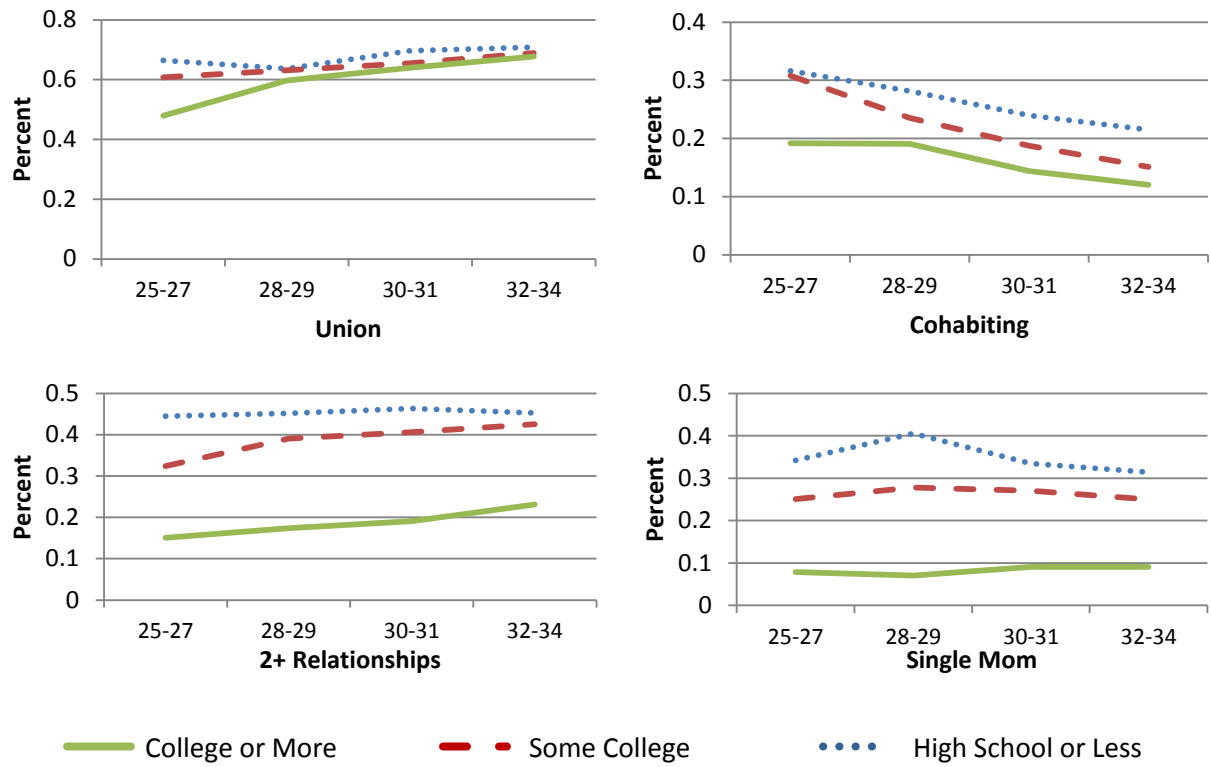 0.8
0.6
0.4
0.2
0
Percent
25-27 28-29 30-31 32-34
Union
0.4
0.3
0.2
0.1
0
Percent
25-27 28-29 30-31 32-34
Cohabiting
0.5
0.4
0.3
0.2
0.1
0
Percent
25-27 28-29 30-31 32-34
2+ Relationships
0.5
0.4
0.3
0.2
0.1
0
Percent
25-27 28-29 30-31 32-34
Single Mom
College or More Some College High School or Less